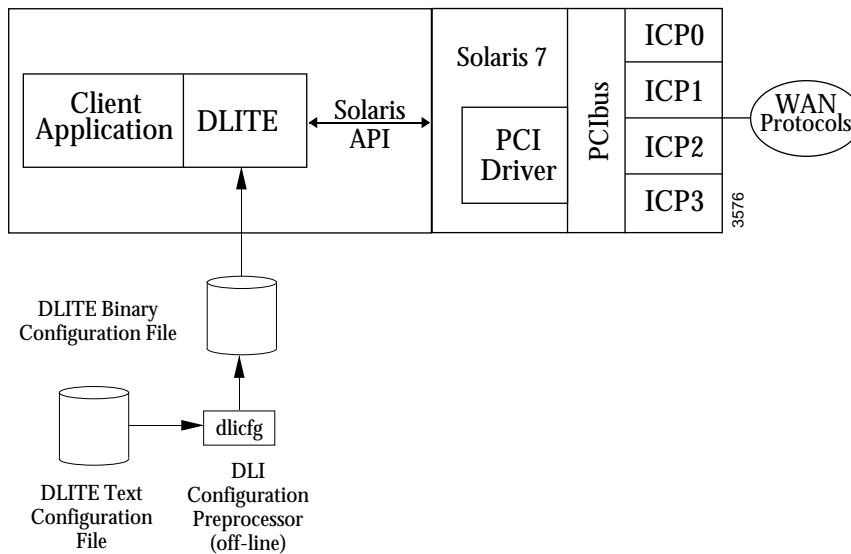 Client
Application
DLITE
Solaris
API
Solaris 7
PCI
Driver
PCIbus
ICP0
ICP1
ICP2
ICP3
WAN
Protocols
3576
DLITE Binary
Configuration File
dlicfg
DLITE Text
Configuration
File
DLI
Configuration
Preprocessor
(off-line)